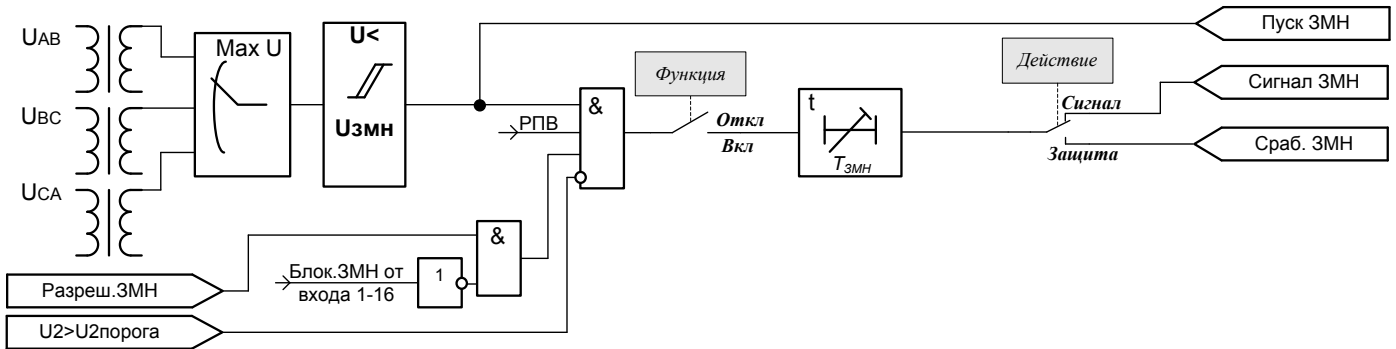 UAB
UBC
UCA
Max U
U<
Uзмн
Пуск ЗМН
Функция
Действие
Сигнал ЗМН
&
РПВ
Откл
Вкл
t
TЗМН
Сигнал
Защита
Сраб. ЗМН
&
Блок.ЗМН от
входа 1-16
1
Разреш.ЗМН
U2>U2порога